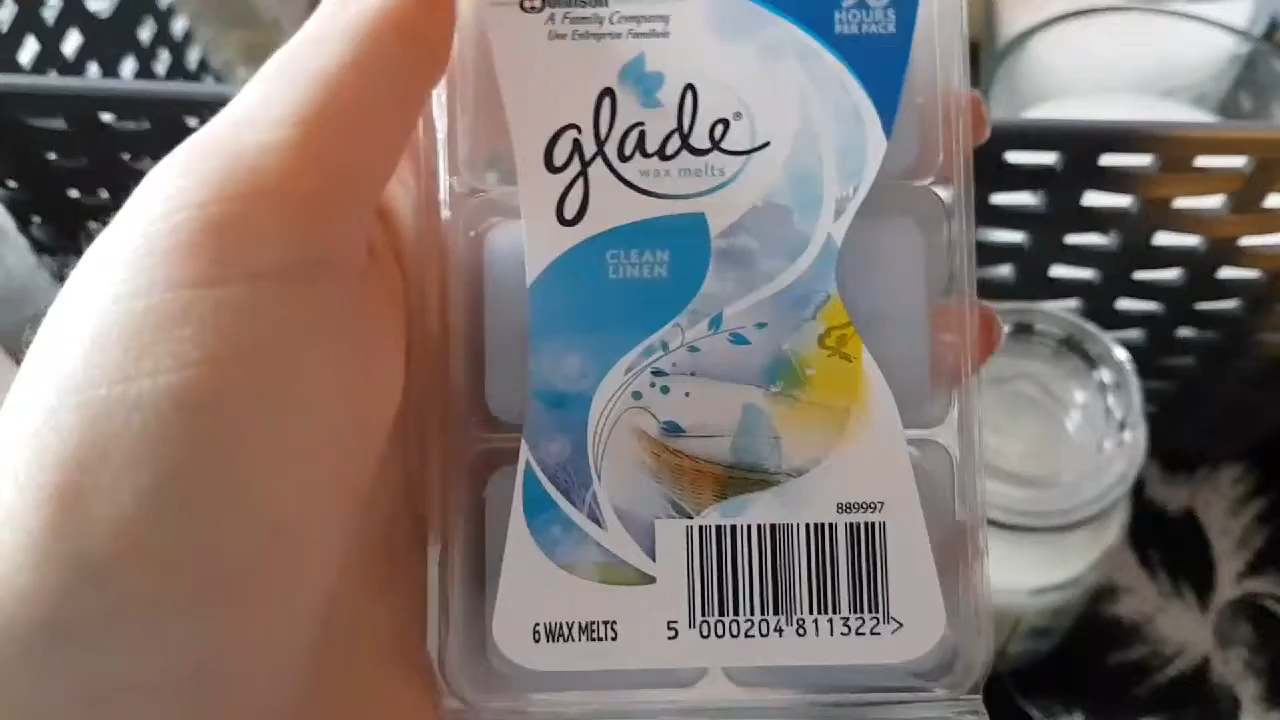 Johnson
A Family Company
Une Entreprise Familiale
HOURS
PER PACK
glade®
wax melts
CLEAN
LINEN
889997
6 WAX MELTS
5 000204 811322 >